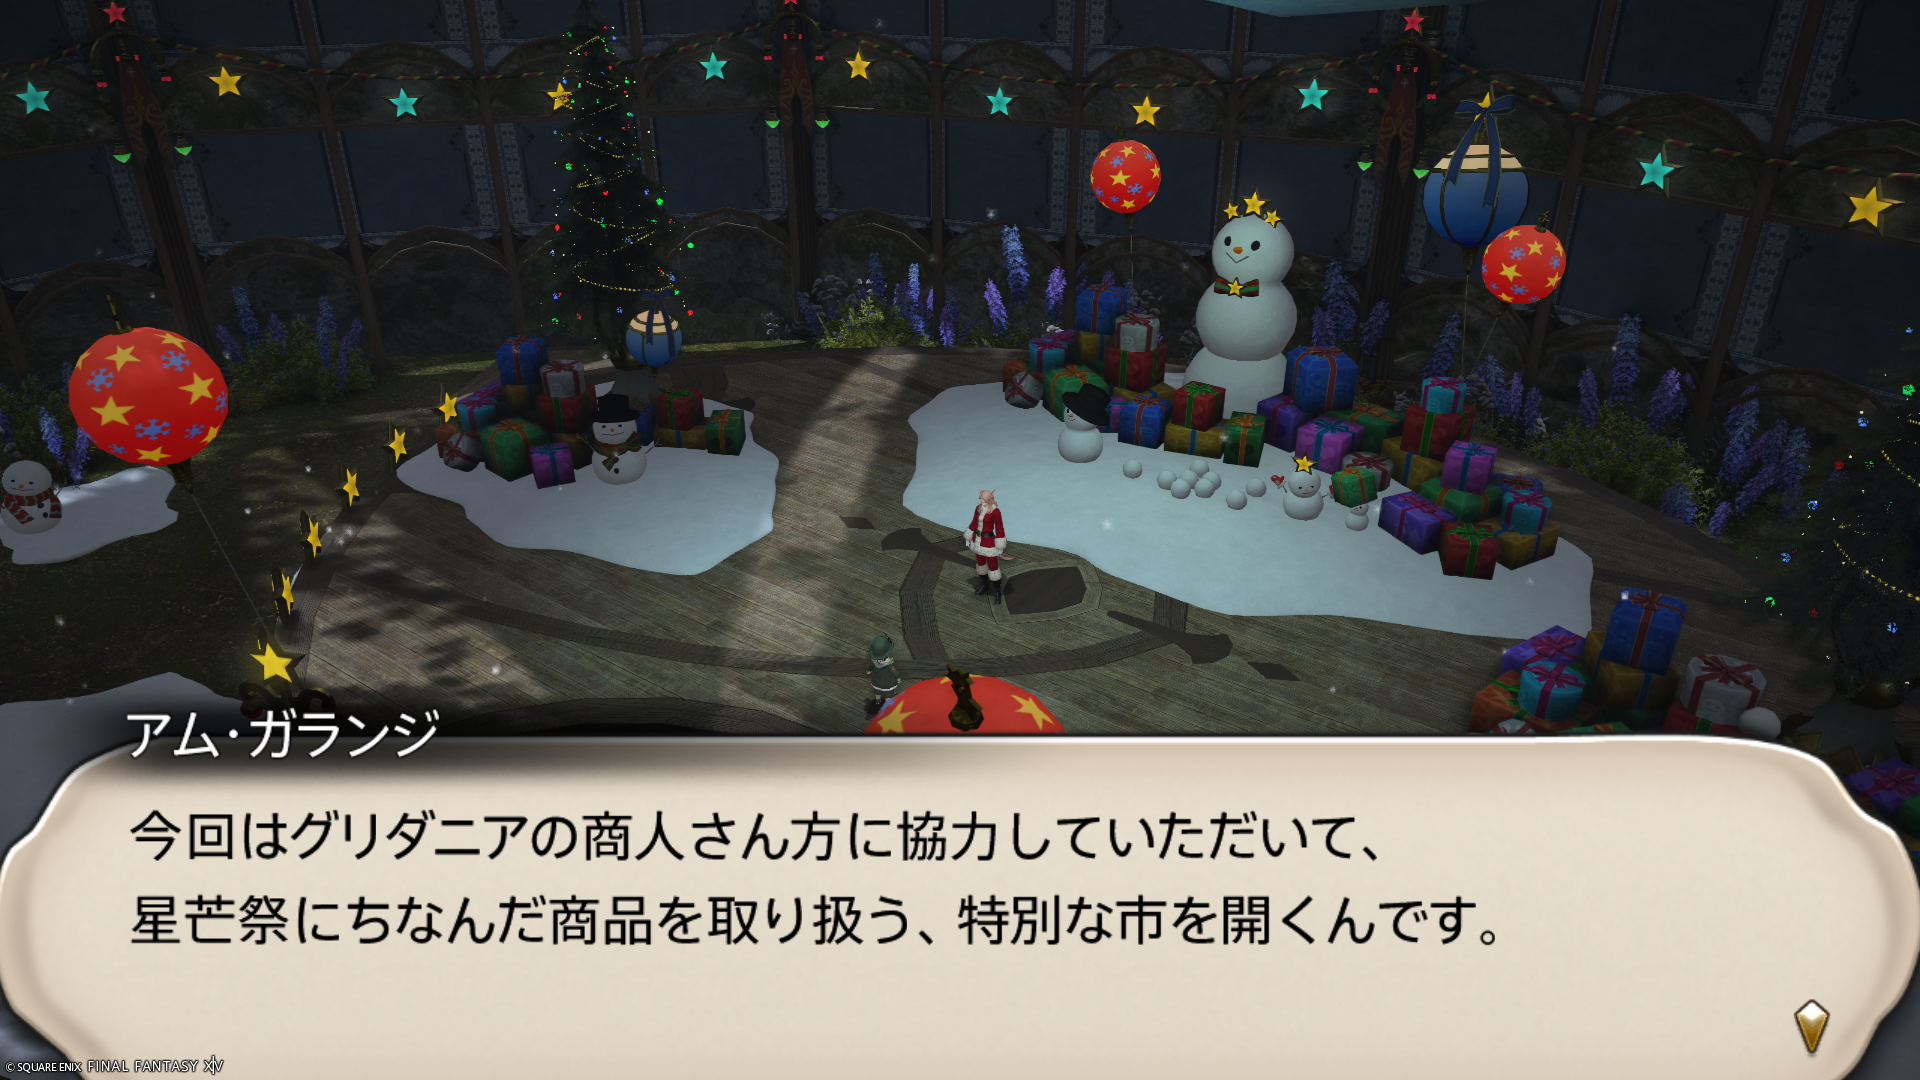 アム・ガランジ
今回はグリダニアの商人さん方に協力していただいて、
星芒祭にちなんだ商品を取り扱う、特別な市を開くんです。
© SQUARE ENIX FINAL FANTASY XIV